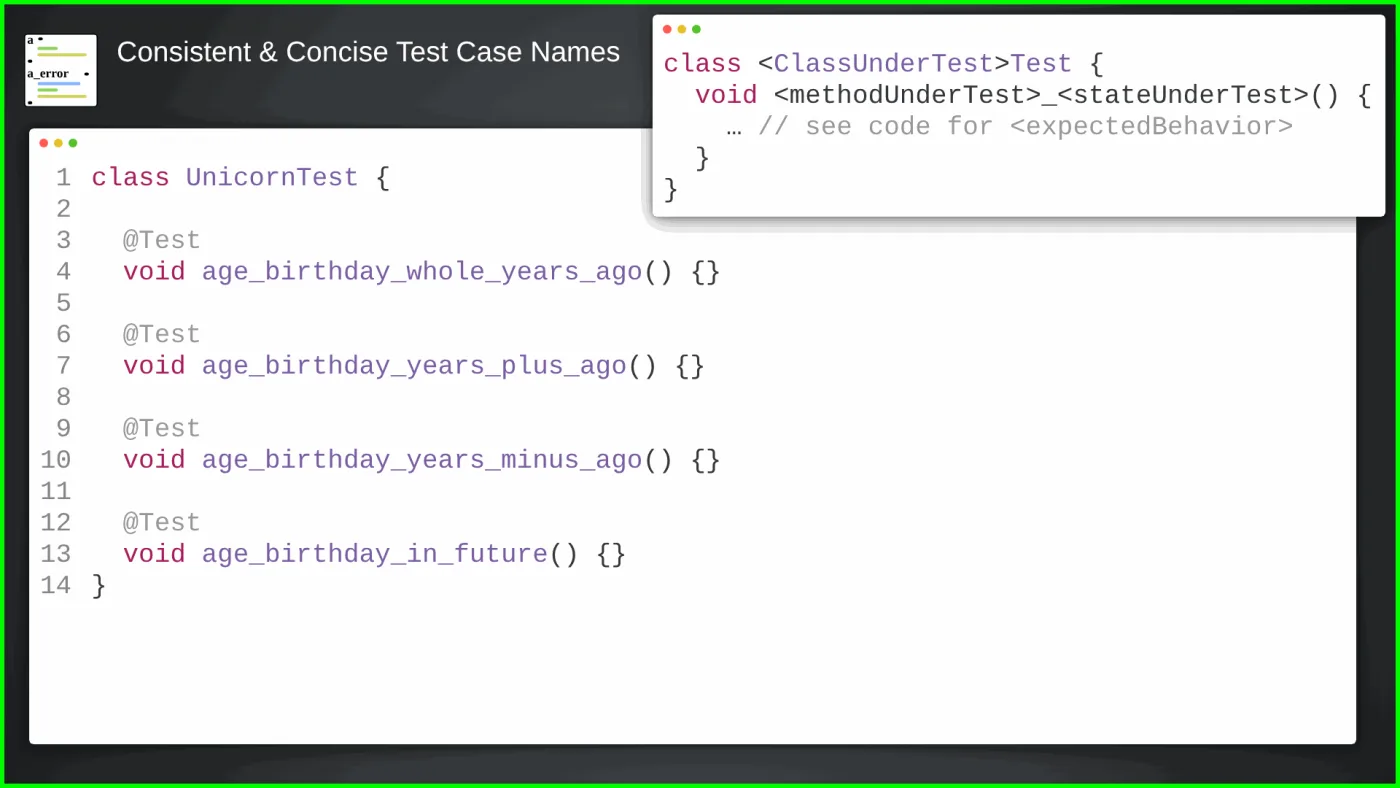 a
a_error
Consistent & Concise Test Case Names
class <ClassUnderTest>Test {
void <methodUnderTest>_<stateUnderTest>() {
… // see code for <expectedBehavior>
}
}
1 class UnicornTest {
2
3 @Test
4 void age_birthday_whole_years_ago() {}
5
6 @Test
7 void age_birthday_years_plus_ago() {}
8
9 @Test
10 void age_birthday_years_minus_ago() {}
11
12 @Test
13 void age_birthday_in_future() {}
14 }